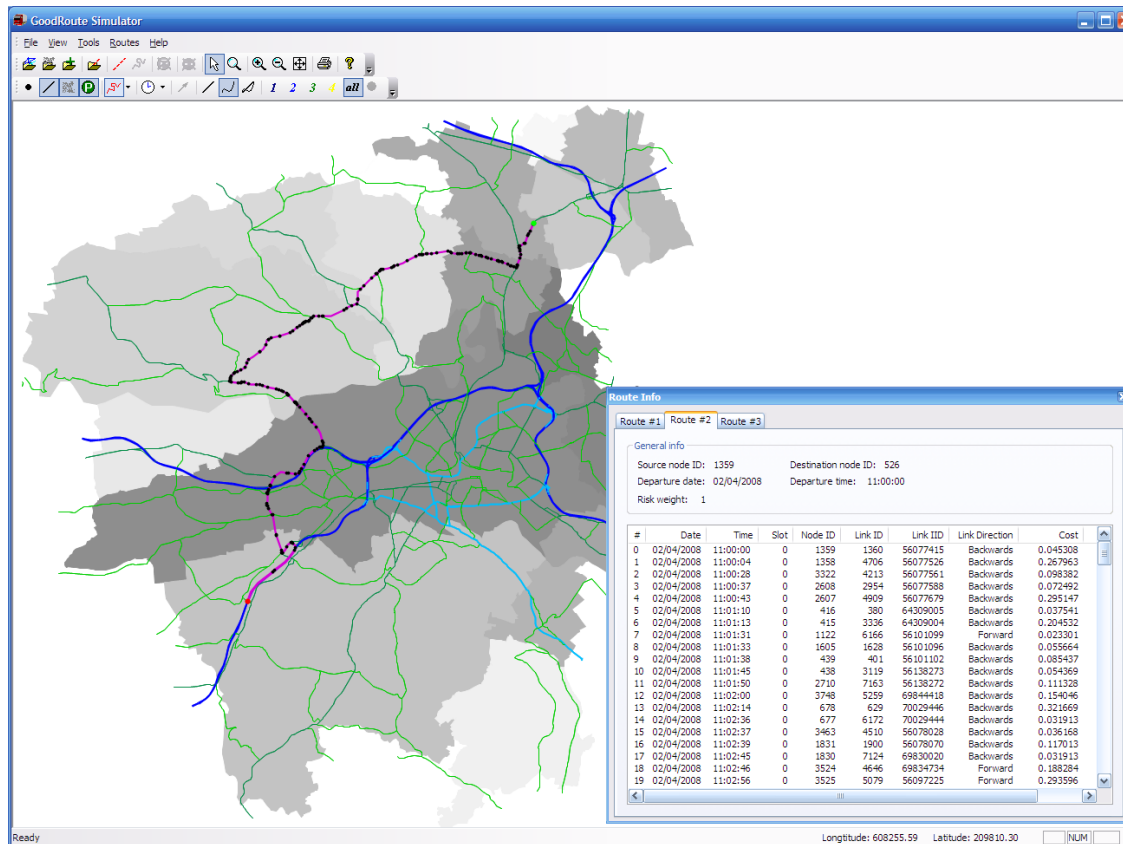 GoodRoute Simulator
File View Tools Routes Help
1 2 3 4 all
Route Info
Route #1 Route #2 Route #3
General info
Source node ID: 1359 Destination node ID: 526
Departure date: 02/04/2008 Departure time: 11:00:00
Risk weight: 1
# Date Time Slot Node ID Link ID Link IID Link Direction Cost
0 02/04/2008 11:00:00 0 1359 1360 56077415 Backwards 0.045308
1 02/04/2008 11:00:04 0 1358 4706 56077526 Backwards 0.267963
2 02/04/2008 11:00:28 0 3322 4213 56077561 Backwards 0.098382
3 02/04/2008 11:00:37 0 2608 2954 56077588 Backwards 0.072492
4 02/04/2008 11:00:43 0 2607 4909 56077679 Backwards 0.295147
5 02/04/2008 11:01:10 0 416 380 64309005 Backwards 0.037541
6 02/04/2008 11:01:13 0 415 3336 64309004 Backwards 0.204532
7 02/04/2008 11:01:31 0 1122 6166 56101099 Forward 0.023301
8 02/04/2008 11:01:33 0 1605 1628 56101096 Backwards 0.055664
9 02/04/2008 11:01:38 0 439 401 56101102 Backwards 0.085437
10 02/04/2008 11:01:45 0 438 3119 56138273 Backwards 0.054369
11 02/04/2008 11:01:50 0 2710 7163 56138272 Backwards 0.111328
12 02/04/2008 11:02:00 0 3748 5259 69844418 Backwards 0.154046
13 02/04/2008 11:02:14 0 678 629 70029446 Backwards 0.321669
14 02/04/2008 11:02:36 0 677 6172 70029444 Backwards 0.031913
15 02/04/2008 11:02:37 0 3463 4510 56078028 Backwards 0.036168
16 02/04/2008 11:02:39 0 1831 1900 56078070 Backwards 0.117013
17 02/04/2008 11:02:45 0 1830 7124 69830020 Backwards 0.031913
18 02/04/2008 11:02:46 0 3524 4646 69834734 Forward 0.188284
19 02/04/2008 11:02:56 0 3525 5079 56097225 Forward 0.293596
Ready Longtitude: 608255.59 Latitude: 209810.30 NUM